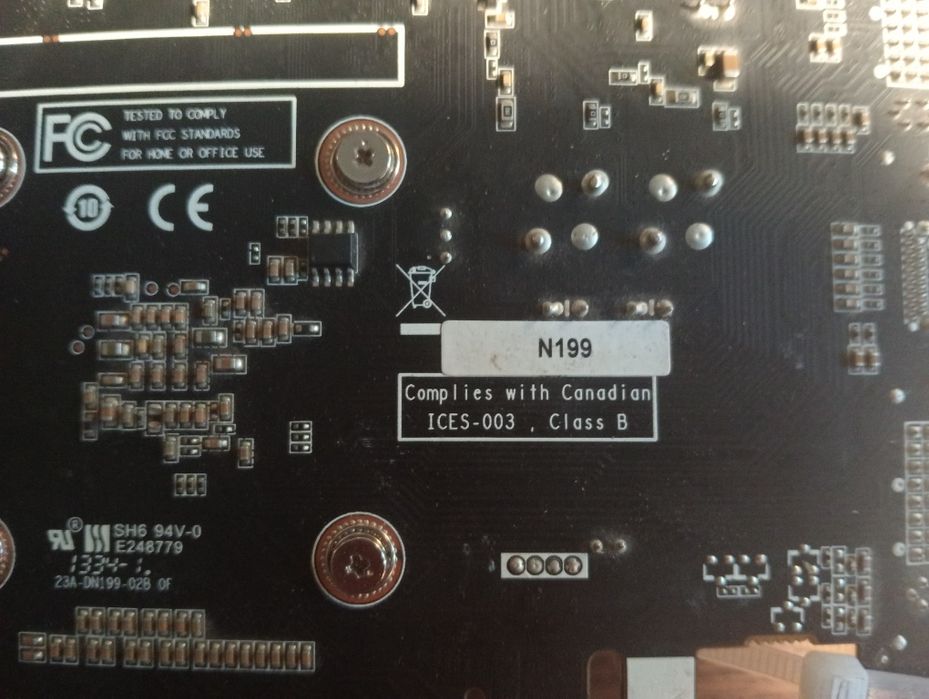 FC
TESTED TO COMPLY
WITH FCC STANDARDS
FOR HOME OR OFFICE USE
10
CE
N199
Complies with Canadian
ICES-003 , Class B
SH6 94V-0
E248779
1334-1.
23A-DN199-02B 0F